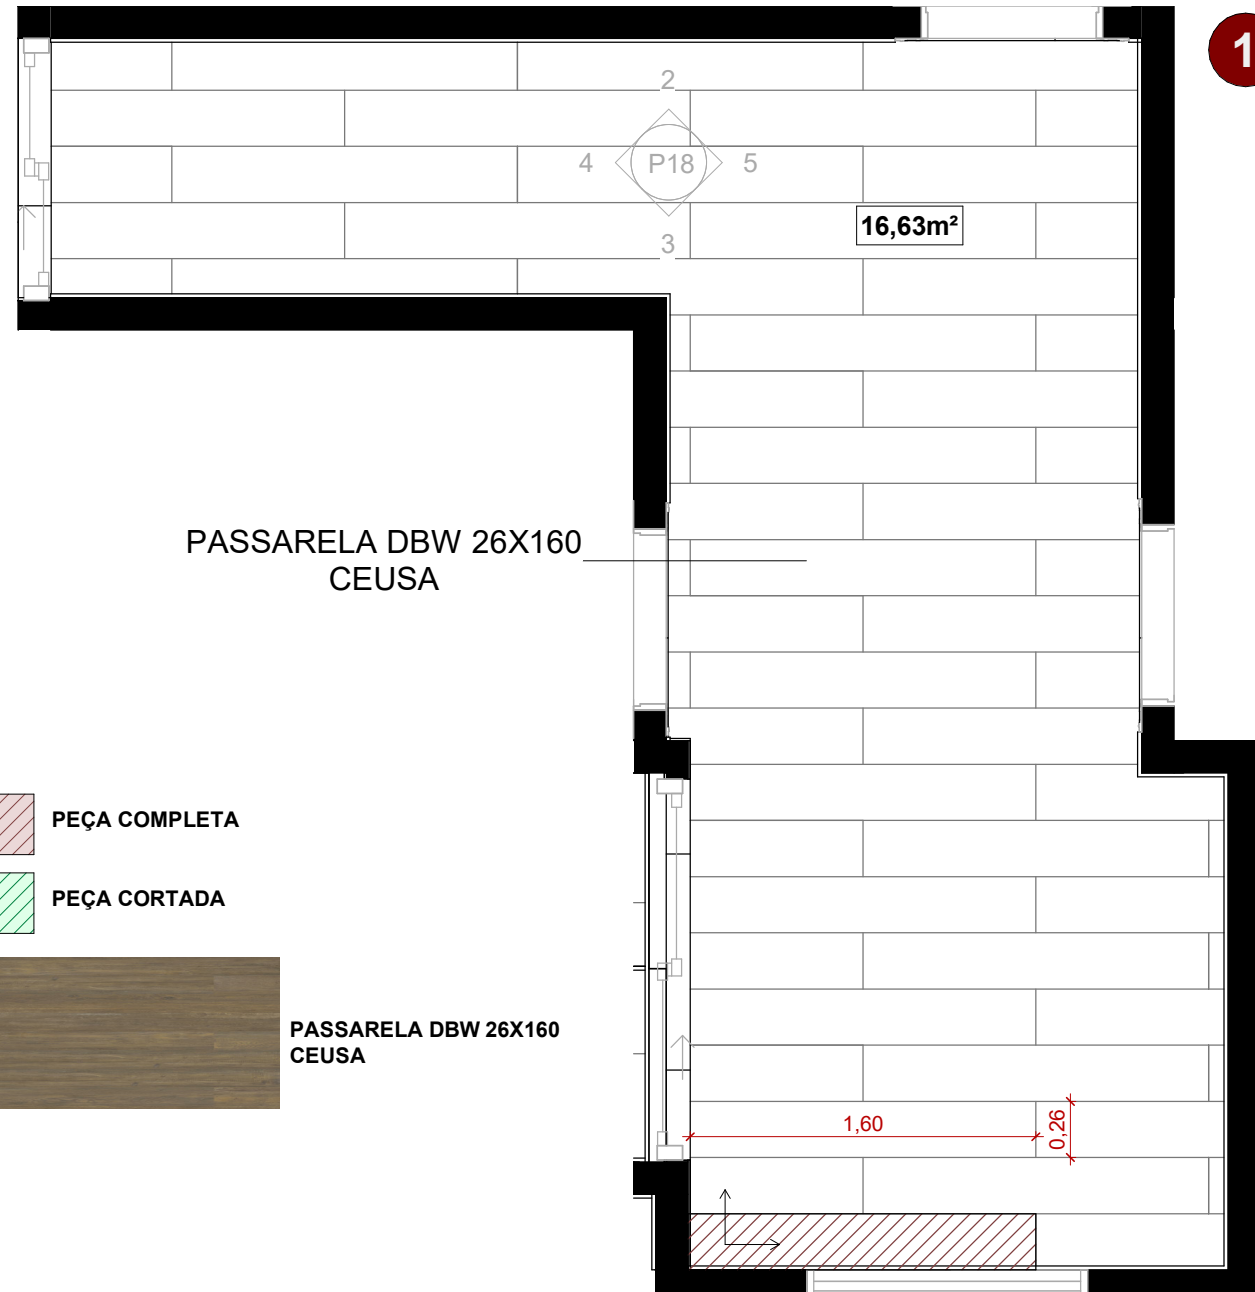 1
2
4 P18 5
3
16,63m²
PASSARELA DBW 26X160
CEUSA
PEÇA COMPLETA
PEÇA CORTADA
PASSARELA DBW 26X160
CEUSA
1,60
0,26